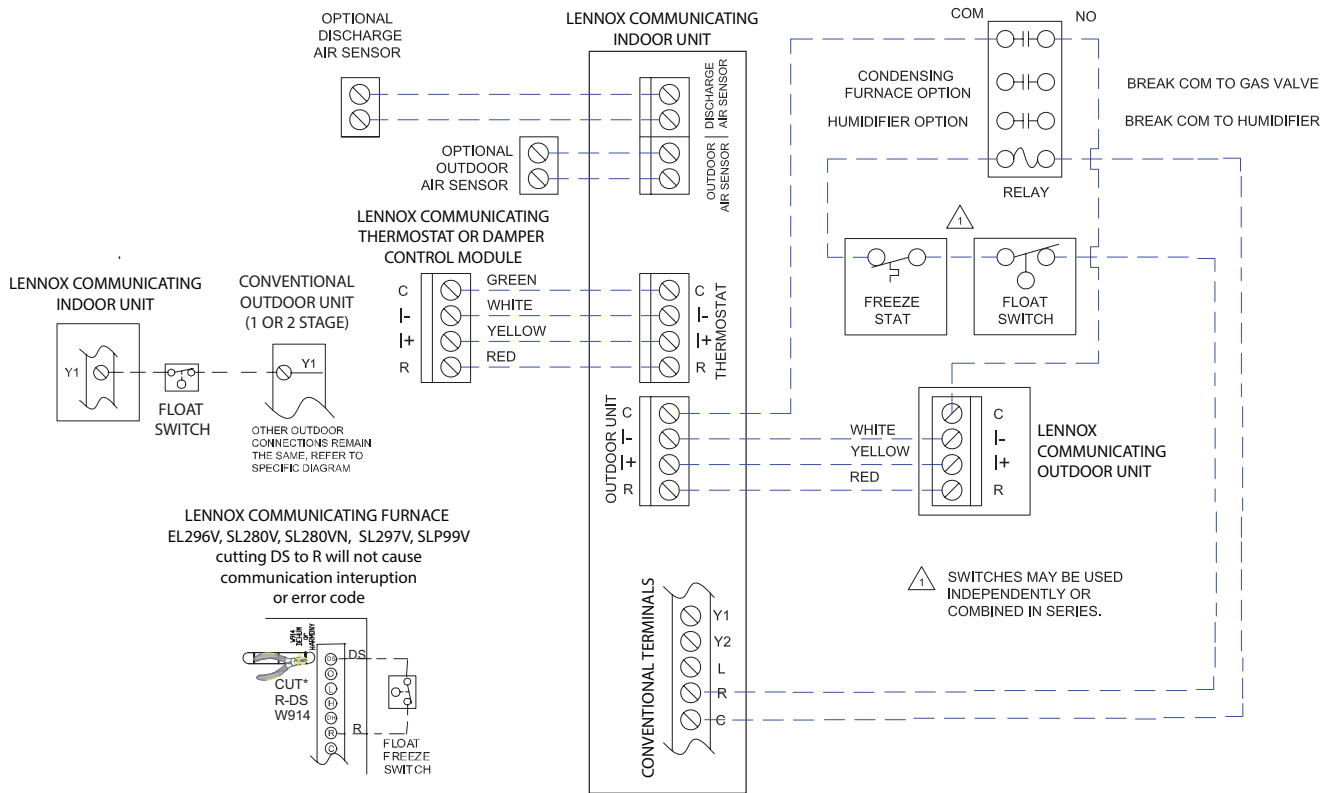 OPTIONAL
DISCHARGE
AIR SENSOR
LENNOX COMMUNICATING
INDOOR UNIT
DISCHARGE
AIR SENSOR
OPTIONAL
OUTDOOR
AIR SENSOR
OUTDOOR
AIR SENSOR
COM
NO
CONDENSING
FURNACE OPTION
BREAK COM TO GAS VALVE
HUMIDIFIER OPTION
BREAK COM TO HUMIDIFIER
RELAY
1
FREEZE
STAT
FLOAT
SWITCH
LENNOX COMMUNICATING
THERMOSTAT OR DAMPER
CONTROL MODULE
C
I-
I+
R
GREEN
WHITE
YELLOW
RED
C
I-
I+
R
THERMOSTAT
LENNOX COMMUNICATING
INDOOR UNIT
Y1
FLOAT
SWITCH
CONVENTIONAL
OUTDOOR UNIT
(1 OR 2 STAGE)
Y1
OTHER OUTDOOR
CONNECTIONS REMAIN
THE SAME, REFER TO
SPECIFIC DIAGRAM
OUTDOOR UNIT
C
I-
I+
R
WHITE
YELLOW
RED
C
I-
I+
R
LENNOX
COMMUNICATING
OUTDOOR UNIT
LENNOX COMMUNICATING FURNACE
EL296V, SL280V, SL280VN, SL297V, SLP99V
cutting DS to R will not cause
communication interuption
or error code
W914
DEHUM
OR
HARMONY
CUT*
R-DS
W914
DS
O
L
H
DH
R
C
DS
R
FLOAT
FREEZE
SWITCH
CONVENTIONAL TERMINALS
Y1
Y2
L
R
C
1
SWITCHES MAY BE USED
INDEPENDENTLY OR
COMBINED IN SERIES.